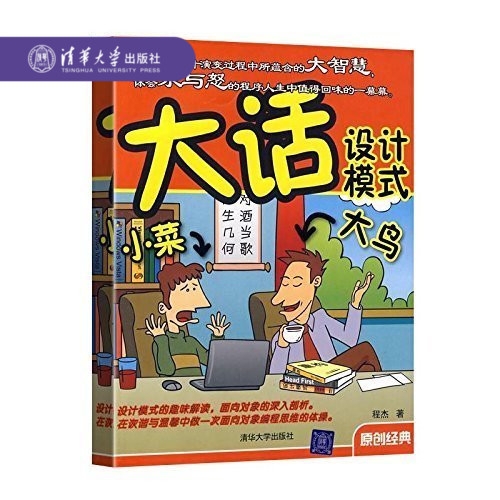 清华大学出版社
TSINGHUA UNIVERSITY PRESS
演变过程中所蕴含的大智慧,
体会乐与怒的程序人生中值得回味的一幕幕。
大话
设计
模式
对酒当歌
人生几何
小菜
大鸟
Windows Vista
Head First
设计模式的趣味解读,面向对象的深入剖析。
在诙谐与温馨中做一次面向对象编程思维的体操。
程杰 著
清华大学出版社
原创经典